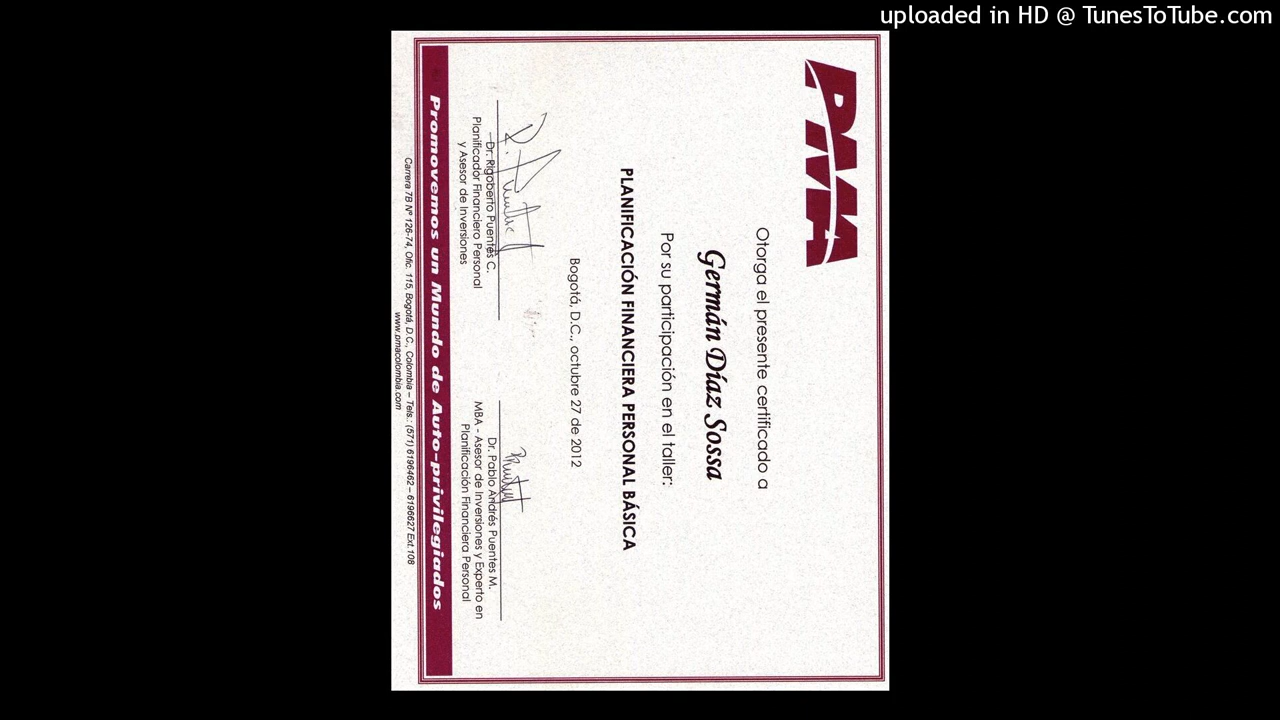 uploaded in HD @ TunesToTube.com
PMA
Otorga el presente certificado a
Germán Díaz Sossa
Por su participación en el taller:
PLANIFICACIÓN FINANCIERA PERSONAL BÁSICA
Bogotá, D.C., octubre 27 de 2012
Dr. Rigoberto Puentes C.
Planificador Financiero Personal
y Asesor de Inversiones
Dr. Pablo Andrés Puentes M.
MBA - Asesor de Inversiones y Experto en
Planificación Financiera Personal
Promovemos un Mundo de Auto-privilegiados
Carrera 7B Nº 126-74, Ofic. 115, Bogotá, D.C., Colombia – Tels.: (571) 6196462 – 6196627 Ext.108
www.pmacolombia.com